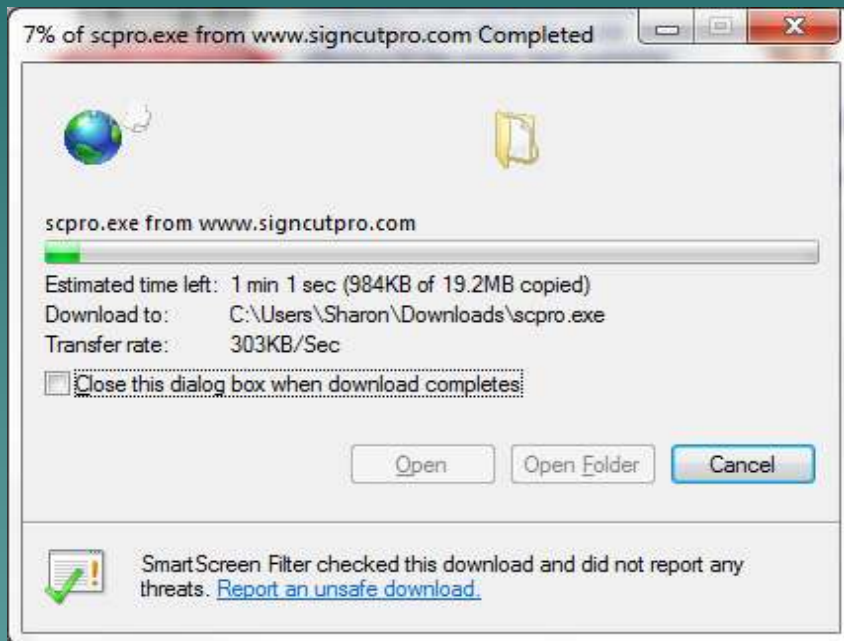 7% of scpro.exe from www.signcutpro.com Completed
scpro.exe from www.signcutpro.com
Estimated time left: 1 min 1 sec (984KB of 19.2MB copied)
Download to: C:\Users\Sharon\Downloads\scpro.exe
Transfer rate: 303KB/Sec
Close this dialog box when download completes
Open Open Folder Cancel
SmartScreen Filter checked this download and did not report any
threats. Report an unsafe download.